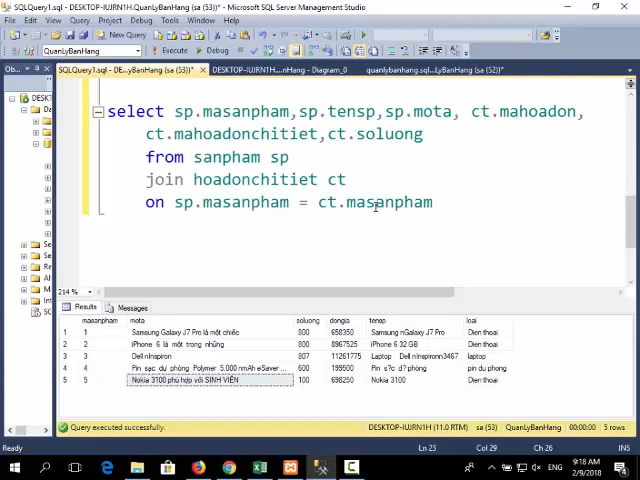 SQLQuery1.sql - DESKTOP-IUJRN1H.QuanLyBanHang (sa (53))* - Microsoft SQL Server Management Studio
File Edit View Query Project Debug Tools Window Help
New Query
QuanLyBanHang Execute Debug
Ob... SQLQuery1.sql - DE...yBanHang (sa (53))* DESKTOP-IUJRN1H...nHang - Diagram_0 quanlybanhang.sql...LyBanHang (sa (52))*
select sp.masanpham,sp.tensp,sp.mota, ct.mahoadon,
ct.mahoadonchitiet,ct.soluong
from sanpham sp
join hoadonchitiet ct
on sp.masanpham = ct.masanpham
214 %
Results Messages
masanpham mota soluong dongia tensp loai
1 1 Samsung Galaxy J7 Pro là một chiếc 800 658350 Samsung nGalaxy J7 Pro Dien thoai
2 2 iPhone 6 là một trong những 800 8967525 iPhone 6 32 GB Dien thoai
3 3 Dell nInspiron 807 11261775 Laptop Dell nInspironn3467 laptop
4 4 Pin sạc dự phòng Polymer 5.000 nmAh eSaver ... 600 199500 Pin s?c d? phòng pin du phong
5 5 Nokia 3100 phù hợp với SINH VIÊN 100 698250 Nokia 3100 Dien thoai
Query executed successfully. DESKTOP-IUJRN1H (11.0 RTM) sa (53) QuanLyBanHang 00:00:00 5 rows
Ready Ln 23 Col 29 Ch 26 INS
ENG 9:18 AM
2/9/2018